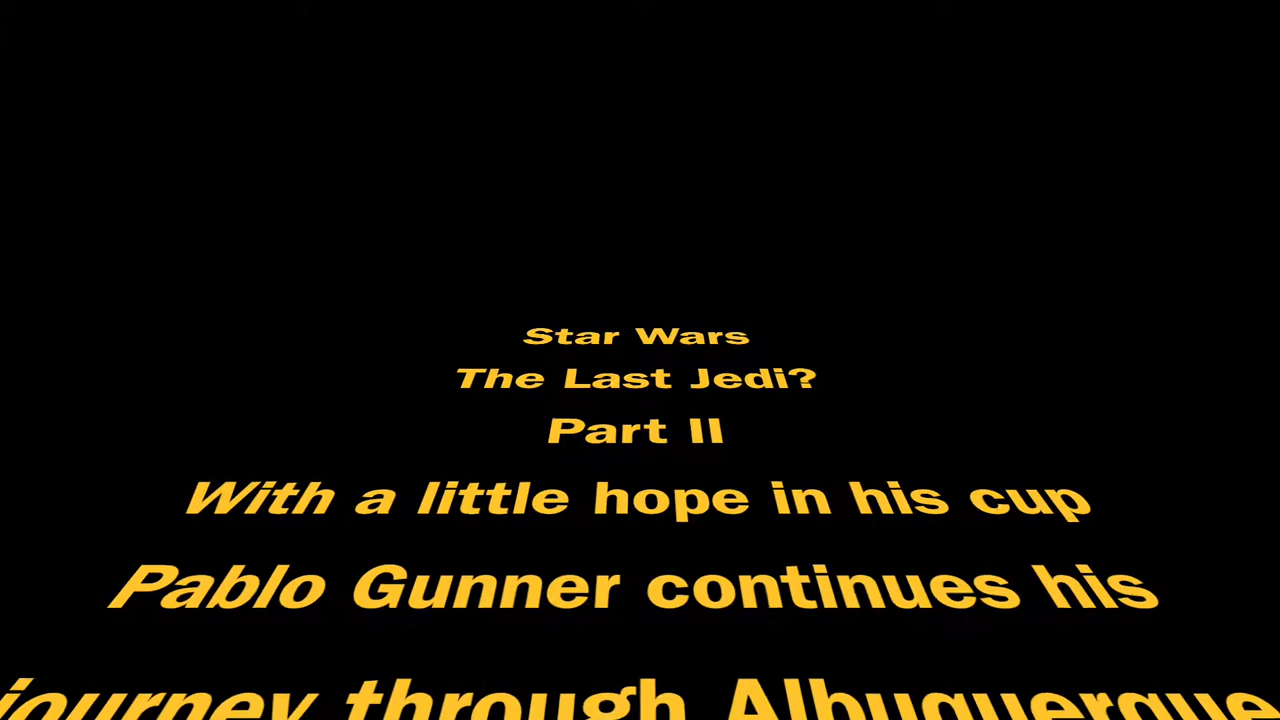 Star Wars
The Last Jedi?
Part II
With a little hope in his cup
Pablo Gunner continues his
journey through Albuquerque